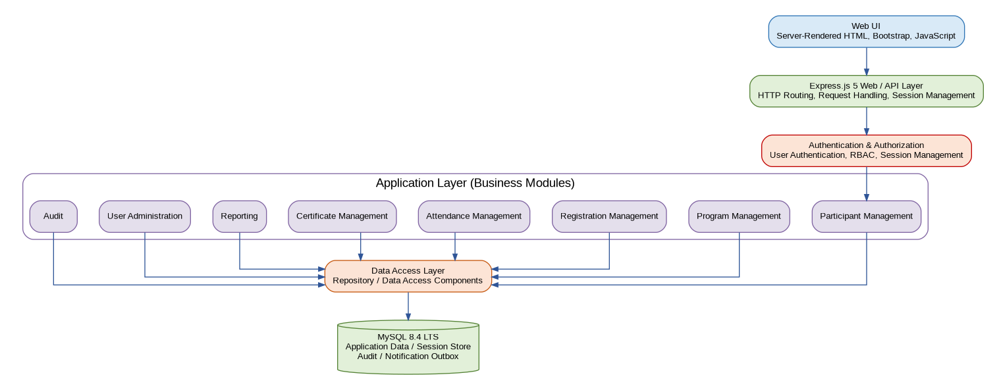 Web UI
Server-Rendered HTML, Bootstrap, JavaScript
Express.js 5 Web / API Layer
HTTP Routing, Request Handling, Session Management
Authentication & Authorization
User Authentication, RBAC, Session Management
Application Layer (Business Modules)
Audit
User Administration
Reporting
Certificate Management
Attendance Management
Registration Management
Program Management
Participant Management
Data Access Layer
Repository / Data Access Components
MySQL 8.4 LTS
Application Data / Session Store
Audit / Notification Outbox